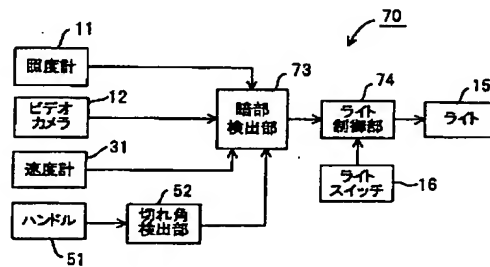 70
11
照度計
12
ビデオ
カメラ
31
速度計
ハンドル
51
52
切れ角
検出部
73
暗部
検出部
74
ライト
制御部
15
ライト
ライト
スイッチ
16